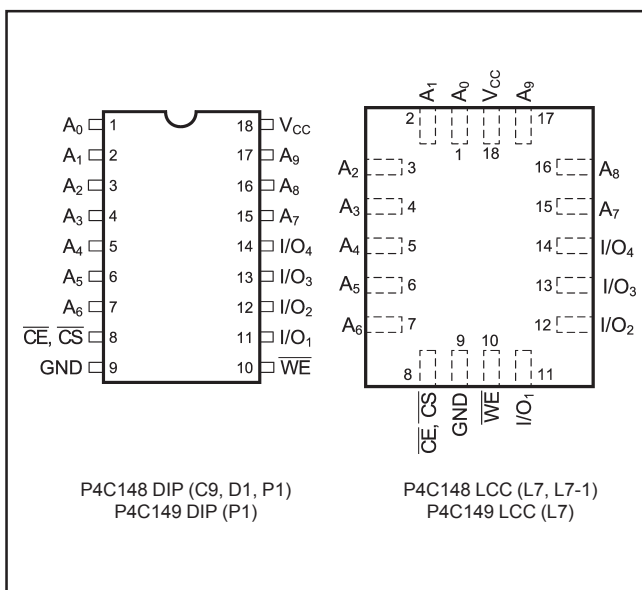 A0 1 18 VCC
A1 2 17 A9
A2 3 16 A8
A3 4 15 A7
A4 5 14 I/O4
A5 6 13 I/O3
A6 7 12 I/O2
CE, CS 8 11 I/O1
GND 9 10 WE
P4C148 DIP (C9, D1, P1)
P4C149 DIP (P1)
A1 A0 VCC A9
2 1 18 17
A2 3 16 A8
A3 4 15 A7
A4 5 14 I/O4
A5 6 13 I/O3
A6 7 12 I/O2
8 9 10 11
CE, CS GND WE I/O1
P4C148 LCC (L7, L7-1)
P4C149 LCC (L7)